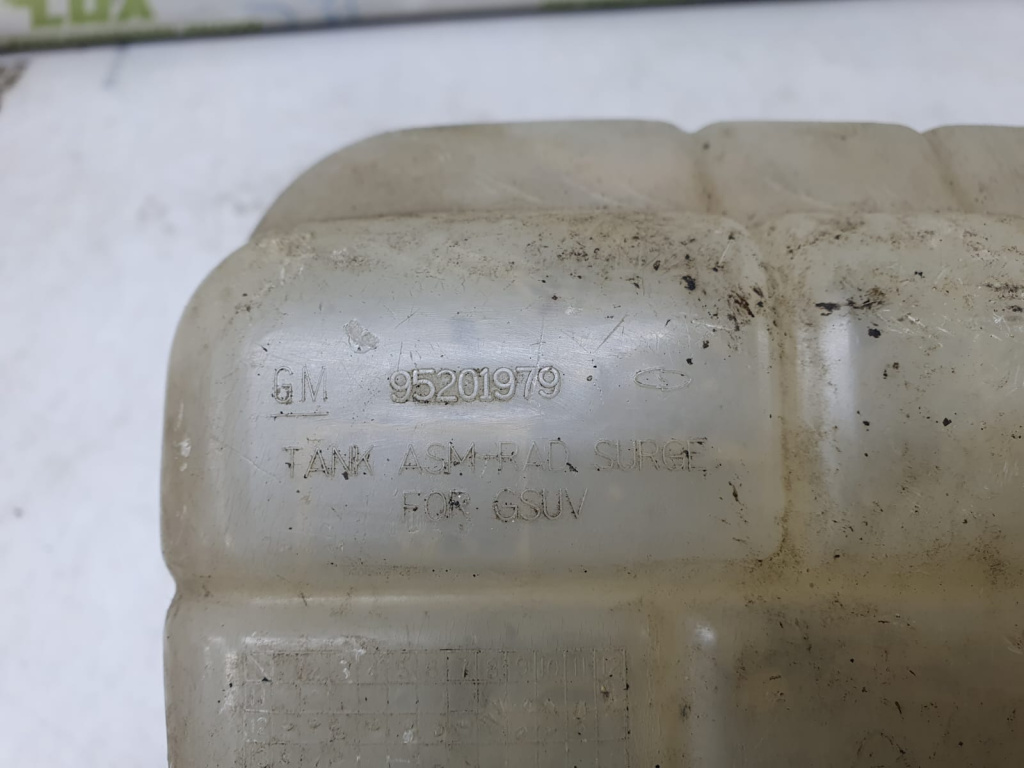 GM 95201979
TANK ASM-RAD SURGE
FOR GSUV